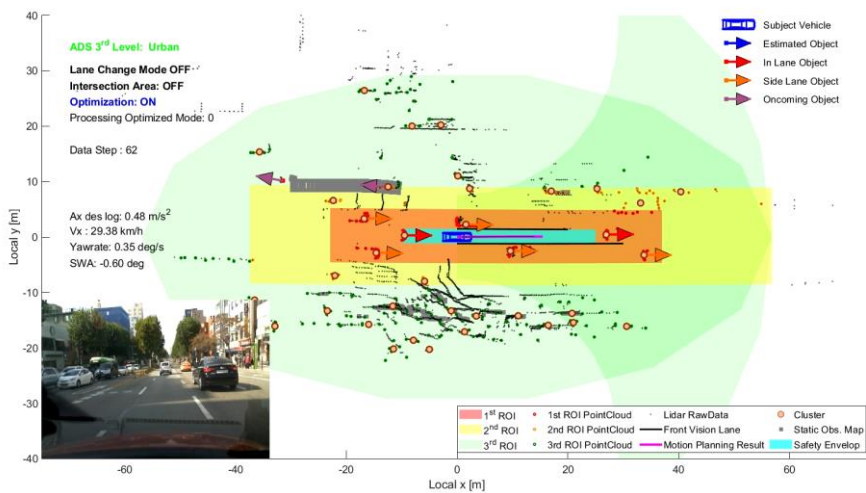 ADS 3rd Level: Urban
Lane Change Mode OFF
Intersection Area: OFF
Optimization: ON
Processing Optimized Mode: 0
Data Step : 62
Ax des log: 0.48 m/s2
Vx : 29.38 km/h
Yawrate: 0.35 deg/s
SWA: -0.60 deg
Subject Vehicle
Estimated Object
In Lane Object
Side Lane Object
Oncoming Object
40
30
20
10
0
-10
-20
-30
-40
Local y [m]
1st ROI
1st ROI PointCloud
Lidar RawData
Cluster
2nd ROI
2nd ROI PointCloud
Front Vision Lane
Static Obs. Map
3rd ROI
3rd ROI PointCloud
Motion Planning Result
Safety Envelop
-60
-40
-20
0
20
40
60
Local x [m]